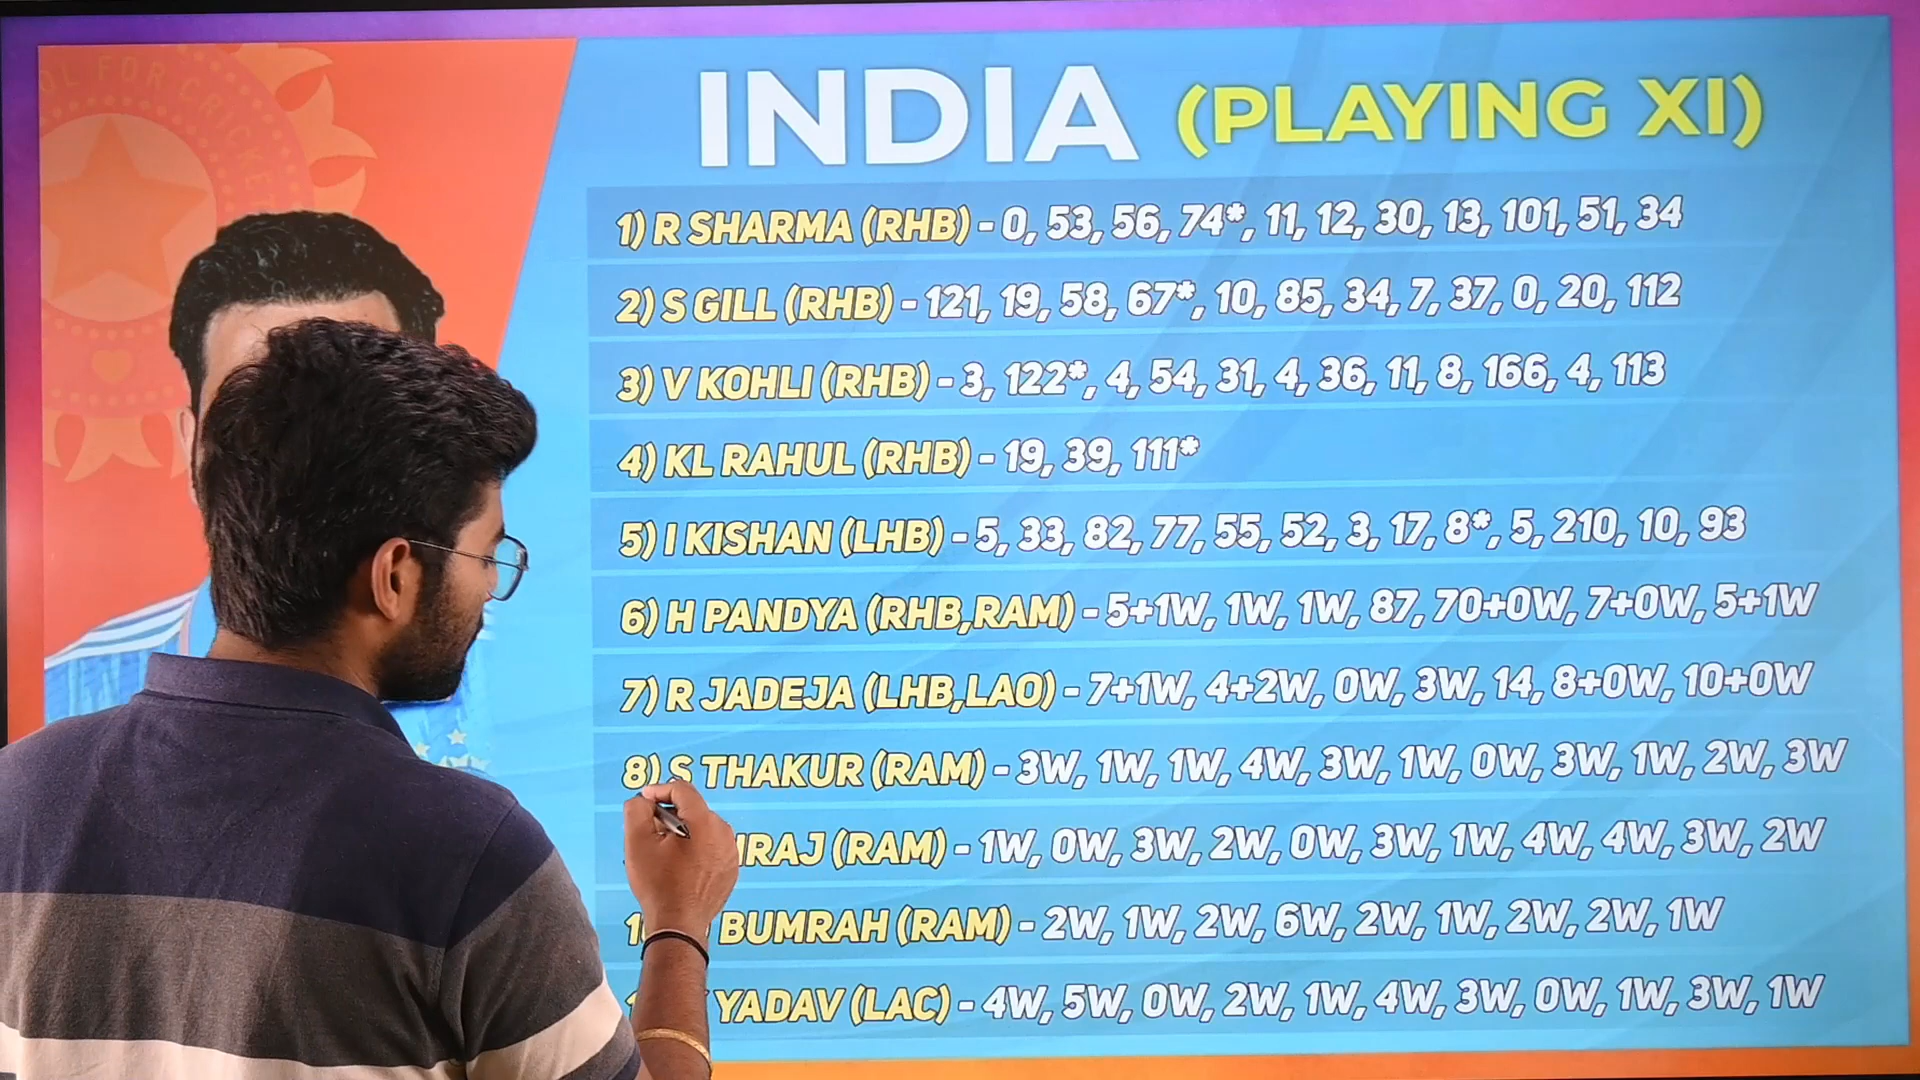 OL FOR CRICKET
INDIA (PLAYING XI)
1) R SHARMA (RHB) - 0, 53, 56, 74*, 11, 12, 30, 13, 101, 51, 34
2) S GILL (RHB) - 121, 19, 58, 67*, 10, 85, 34, 7, 37, 0, 20, 112
3) V KOHLI (RHB) - 3, 122*, 4, 54, 31, 4, 36, 11, 8, 166, 4, 113
4) KL RAHUL (RHB) - 19, 39, 111*
5) I KISHAN (LHB) - 5, 33, 82, 77, 55, 52, 3, 17, 8*, 5, 210, 10, 93
6) H PANDYA (RHB,RAM) - 5+1W, 1W, 1W, 87, 70+0W, 7+0W, 5+1W
7) R JADEJA (LHB,LAO) - 7+1W, 4+2W, 0W, 3W, 14, 8+0W, 10+0W
8) S THAKUR (RAM) - 3W, 1W, 1W, 4W, 3W, 1W, 0W, 3W, 1W, 2W, 3W
IRAJ (RAM) - 1W, 0W, 3W, 2W, 0W, 3W, 1W, 4W, 4W, 3W, 2W
BUMRAH (RAM) - 2W, 1W, 2W, 6W, 2W, 1W, 2W, 2W, 1W
YADAV (LAC) - 4W, 5W, 0W, 2W, 1W, 4W, 3W, 0W, 1W, 3W, 1W